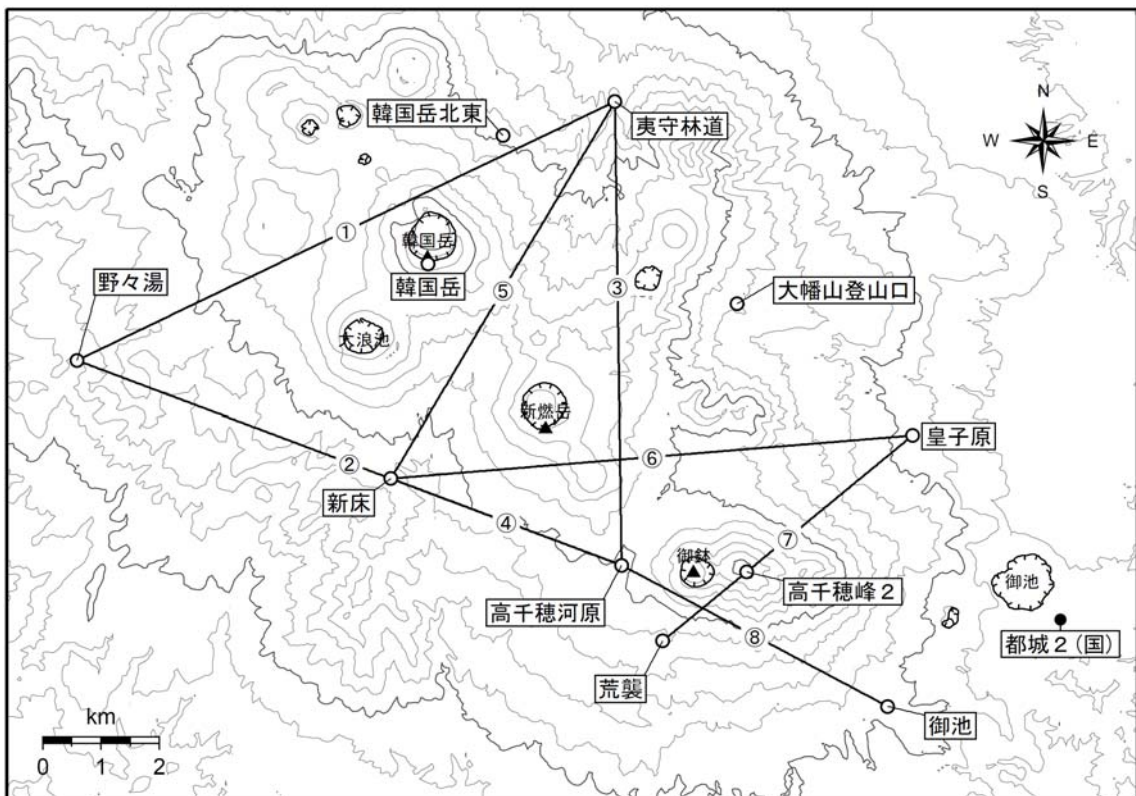 韓国岳北東
夷守林道
N
W
E
S
①
韓国岳
韓国岳
⑤
③
大幡山登山口
野々湯
大浪池
新燃岳
皇子原
②
⑥
新床
④
⑦
御鉢
御池
高千穂河原
高千穂峰2
都城2(国)
⑧
荒襲
御池
km
0 1 2